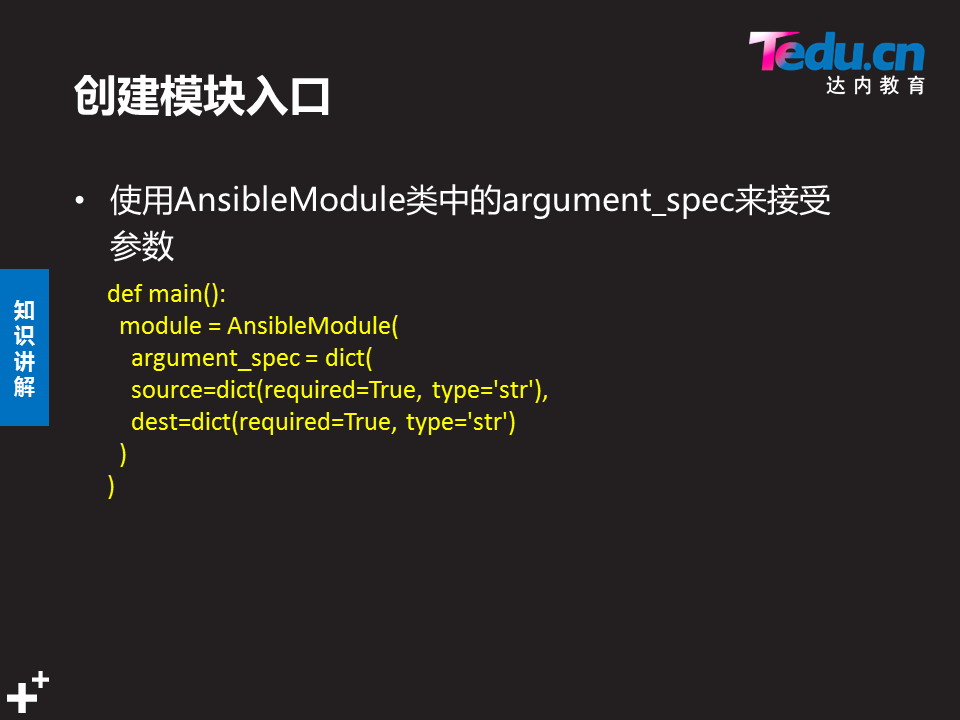 Tedu.cn
达内教育
创建模块入口
• 使用AnsibleModule类中的argument_spec来接受
参数
def main():
  module = AnsibleModule(
    argument_spec = dict(
    source=dict(required=True, type='str'),
    dest=dict(required=True, type='str')
  )
)
知
识
讲
解